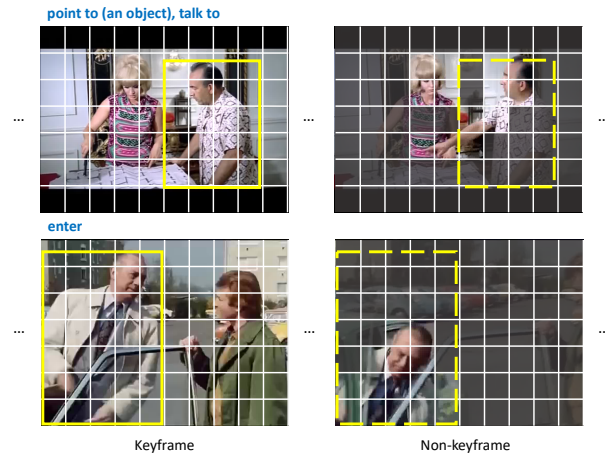 point to (an object), talk to
...
...
...
enter
...
...
...
Keyframe
Non-keyframe